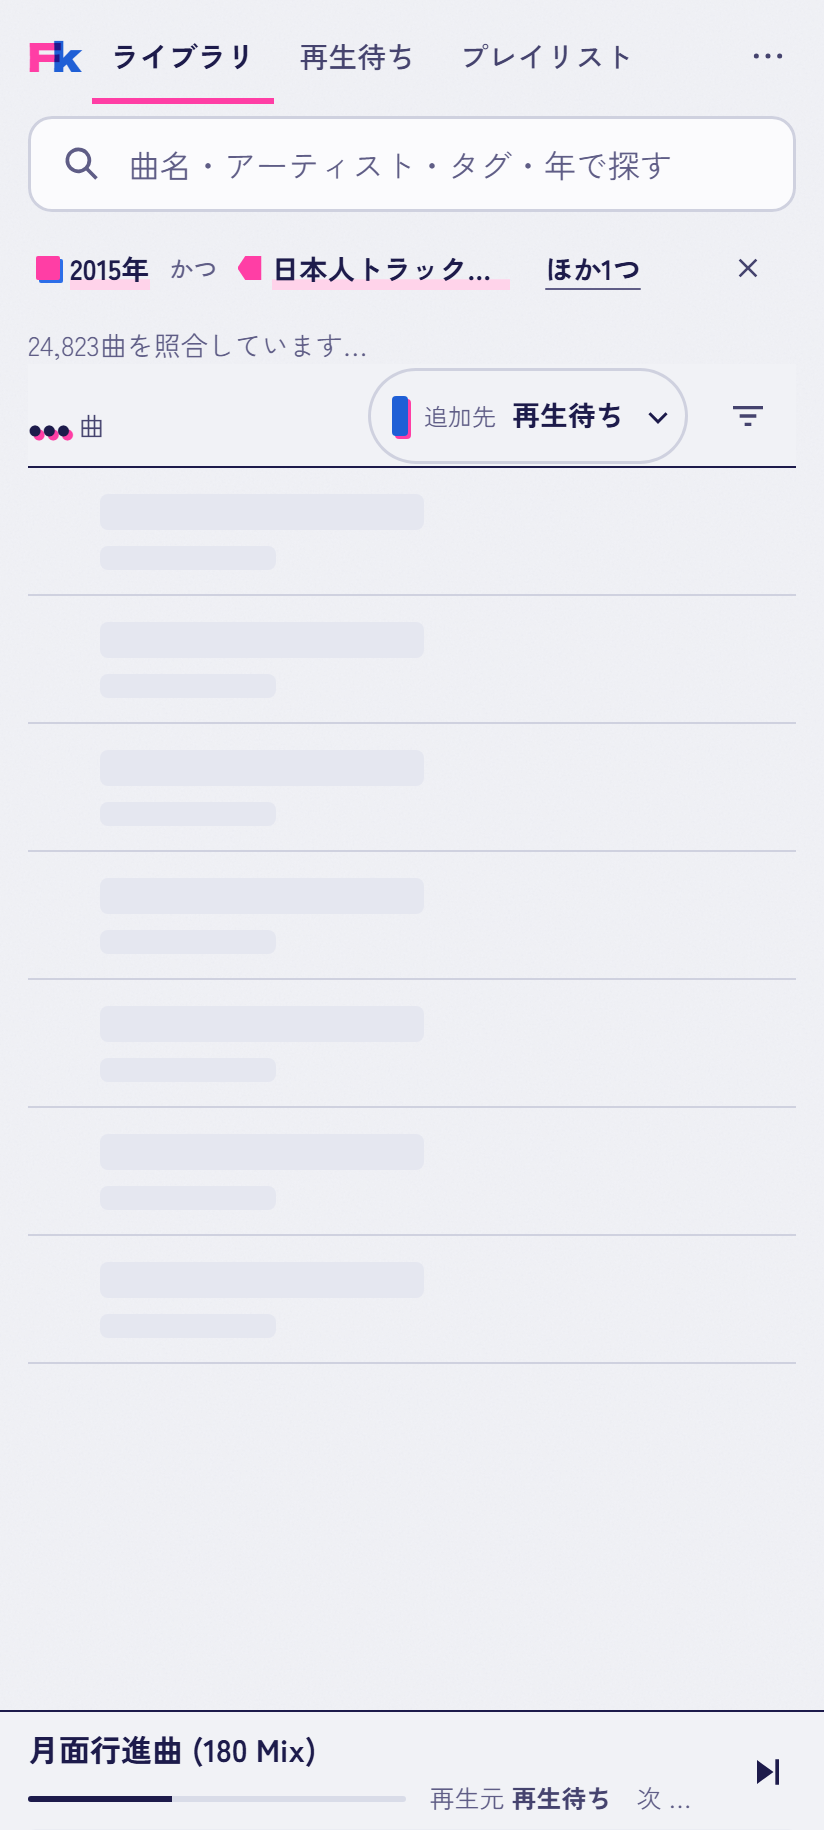 Fk ライブラリ 再生待ち プレイリスト ...
曲名・アーティスト・タグ・年で探す
2015年 かつ 日本人トラック... ほか1つ
24,823曲を照合しています...
... 曲 追加先 再生待ち
月面行進曲 (180 Mix)
再生元 再生待ち 次 ...